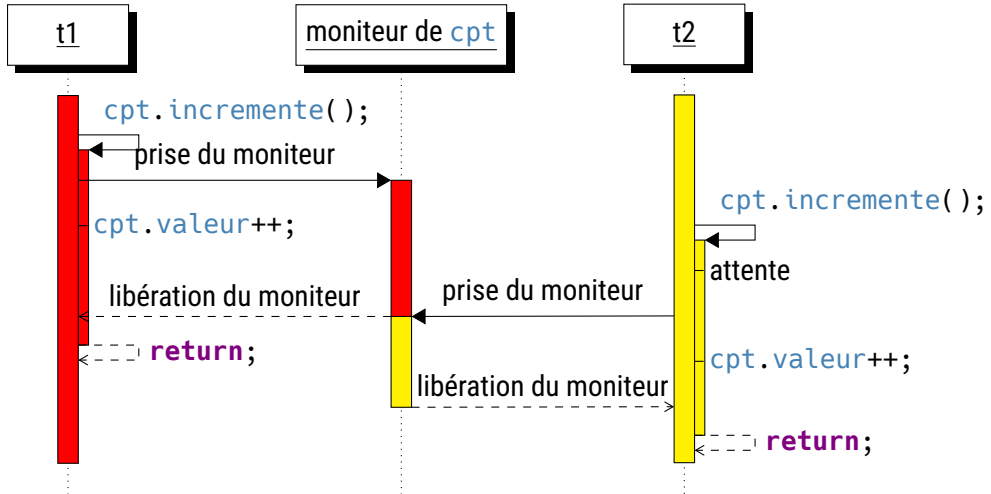 t1
moniteur de cpt
t2
cpt.incremente();
prise du moniteur
cpt.incremente();
cpt.valeur++;
attente
libération du moniteur
prise du moniteur
return;
cpt.valeur++;
libération du moniteur
return;